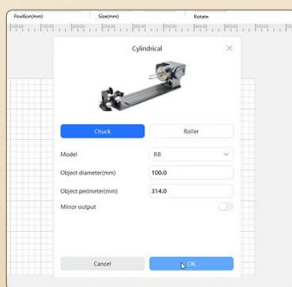 Position(mm) Size(mm) Rotate
Cylindrical
Chuck Roller
Model R8
Object diameter(mm) 100.0
Object perimeter(mm) 314.0
Mirror output
Cancel OK